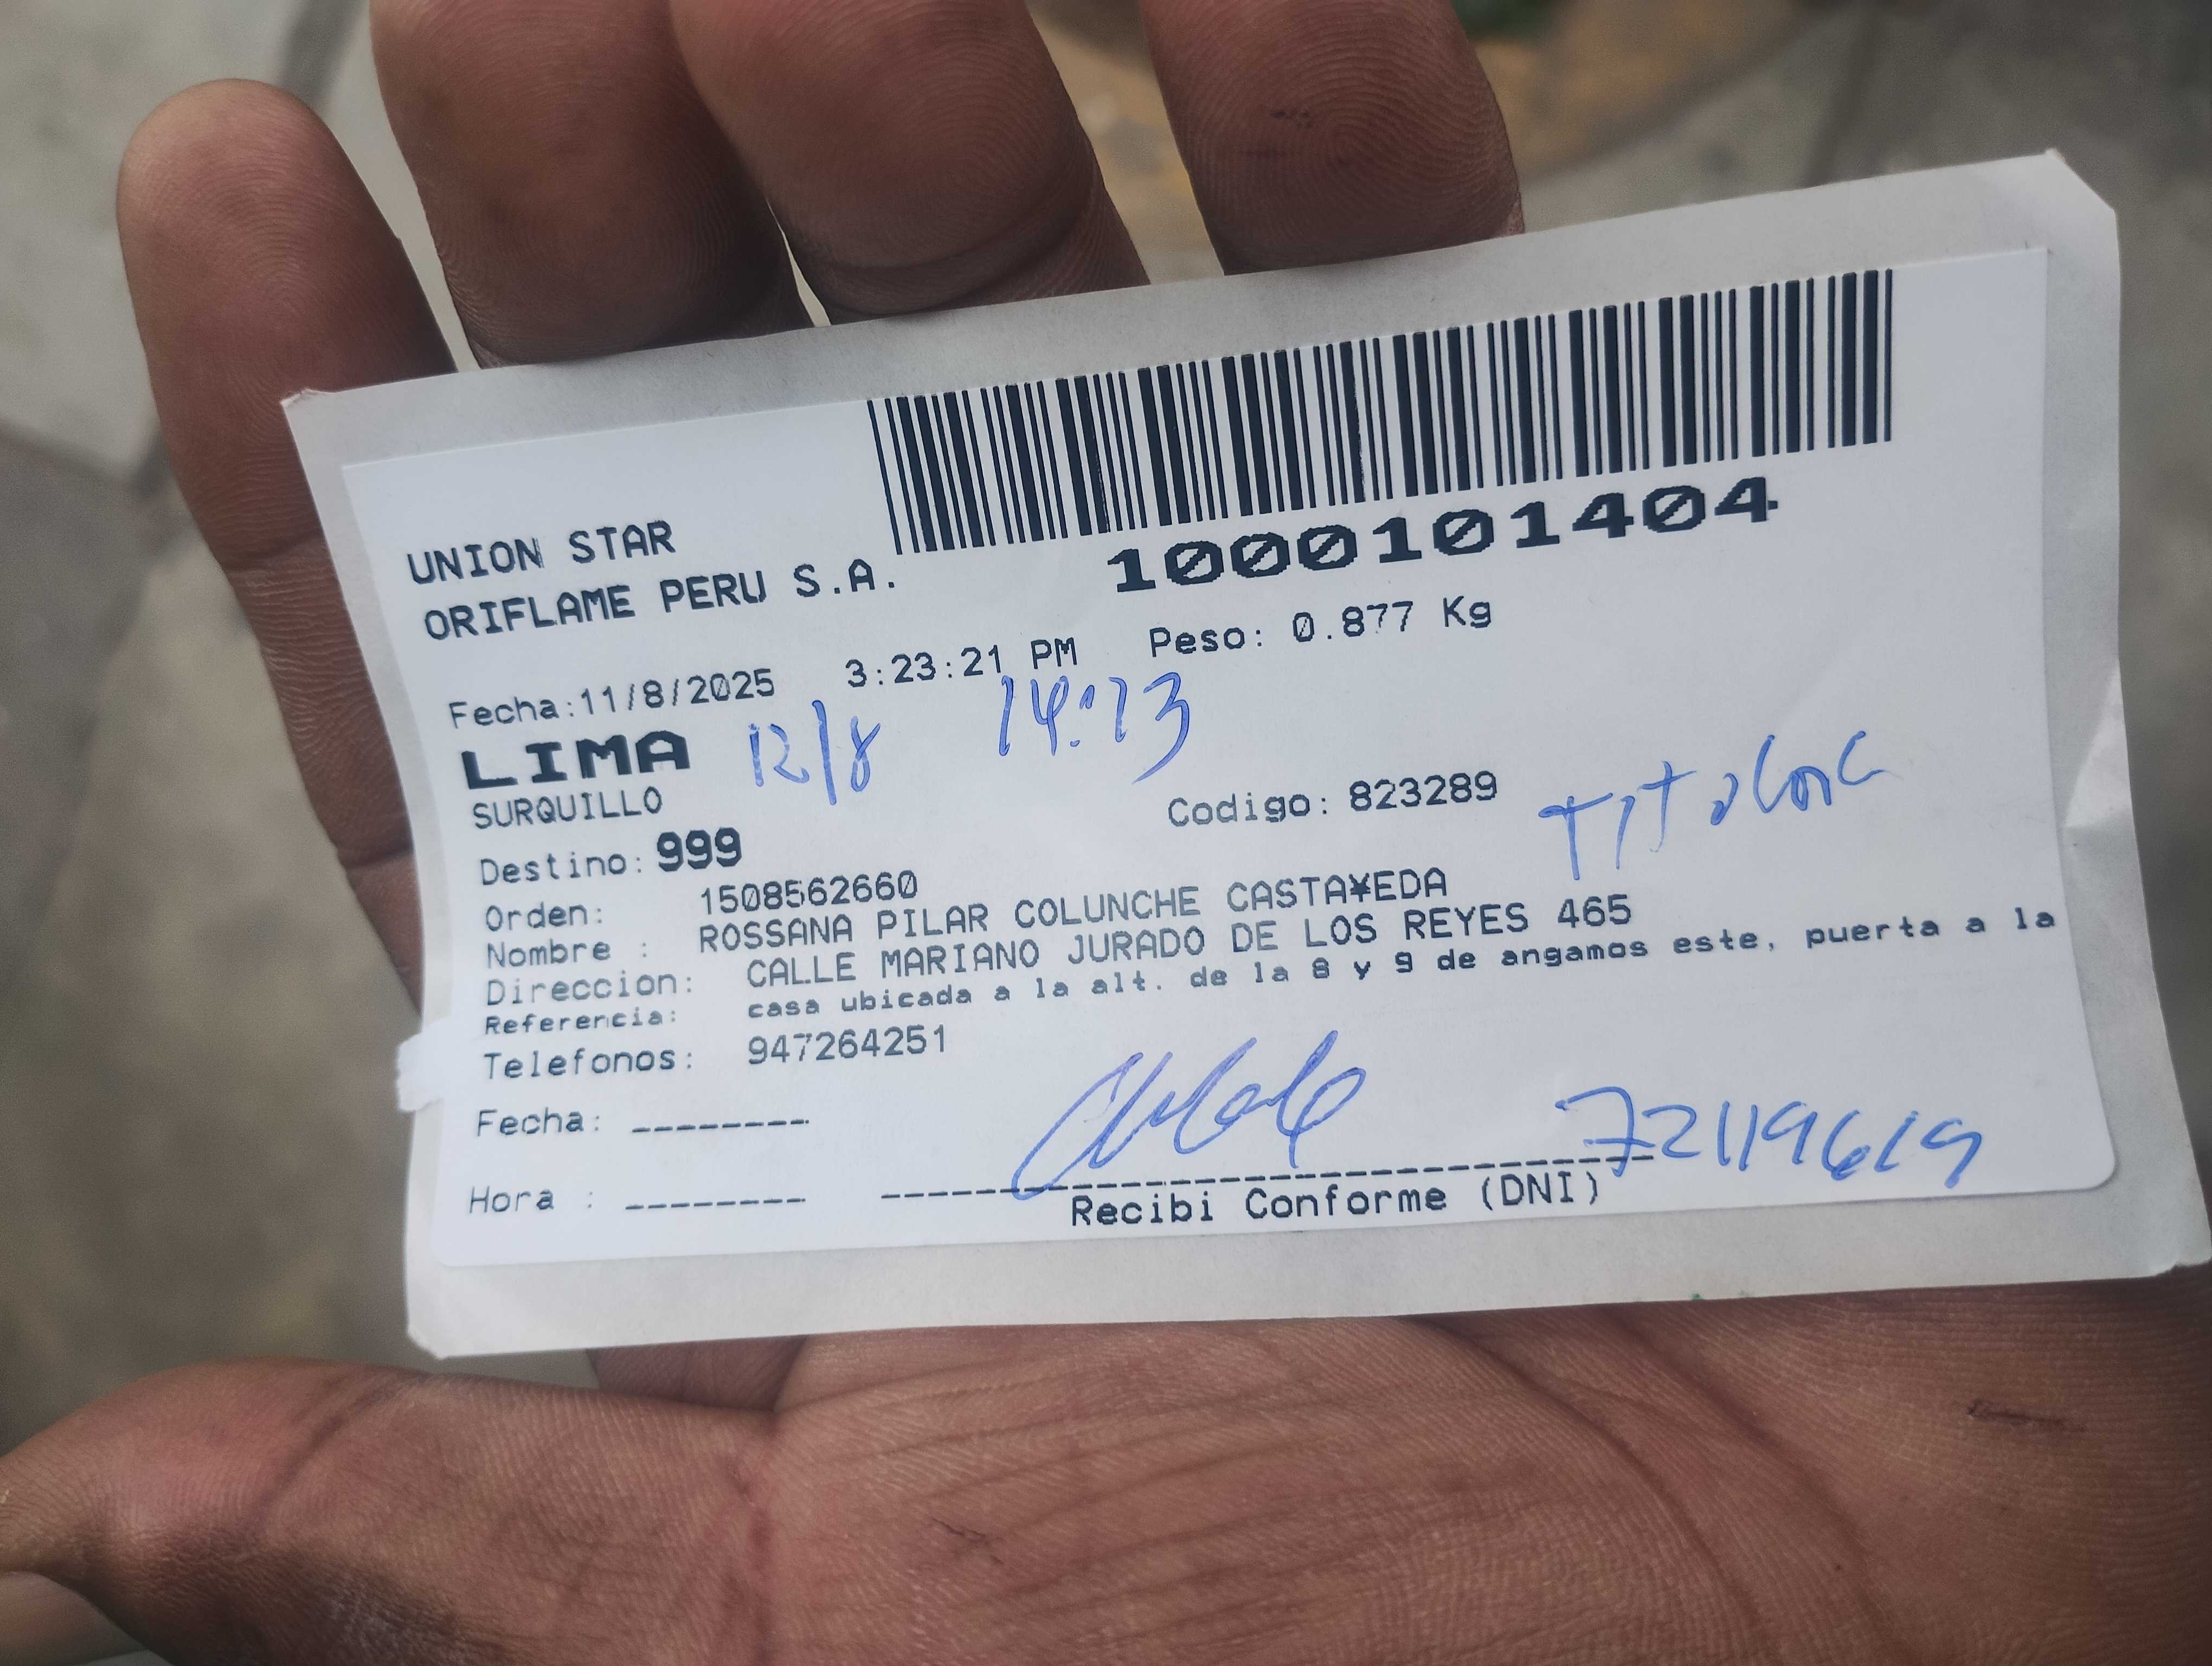 1000101404
UNION STAR
ORIFLAME PERU S.A.
Fecha:11/8/2025 3:23:21 PM Peso: 0.877 Kg
LIMA 12/8 14:13
SURQUILLO
Destino: 999 Codigo: 823289
Orden: 1508562660
Nombre : ROSSANA PILAR COLUNCHE CASTA¥EDA
Direccion: CALLE MARIANO JURADO DE LOS REYES 465
Referencia: casa ubicada a la alt. de la 8 y 9 de angamos este, puerta a la
Telefonos: 947264251
Fecha: --------
Hora : -------- 72119619
Recibi Conforme (DNI)